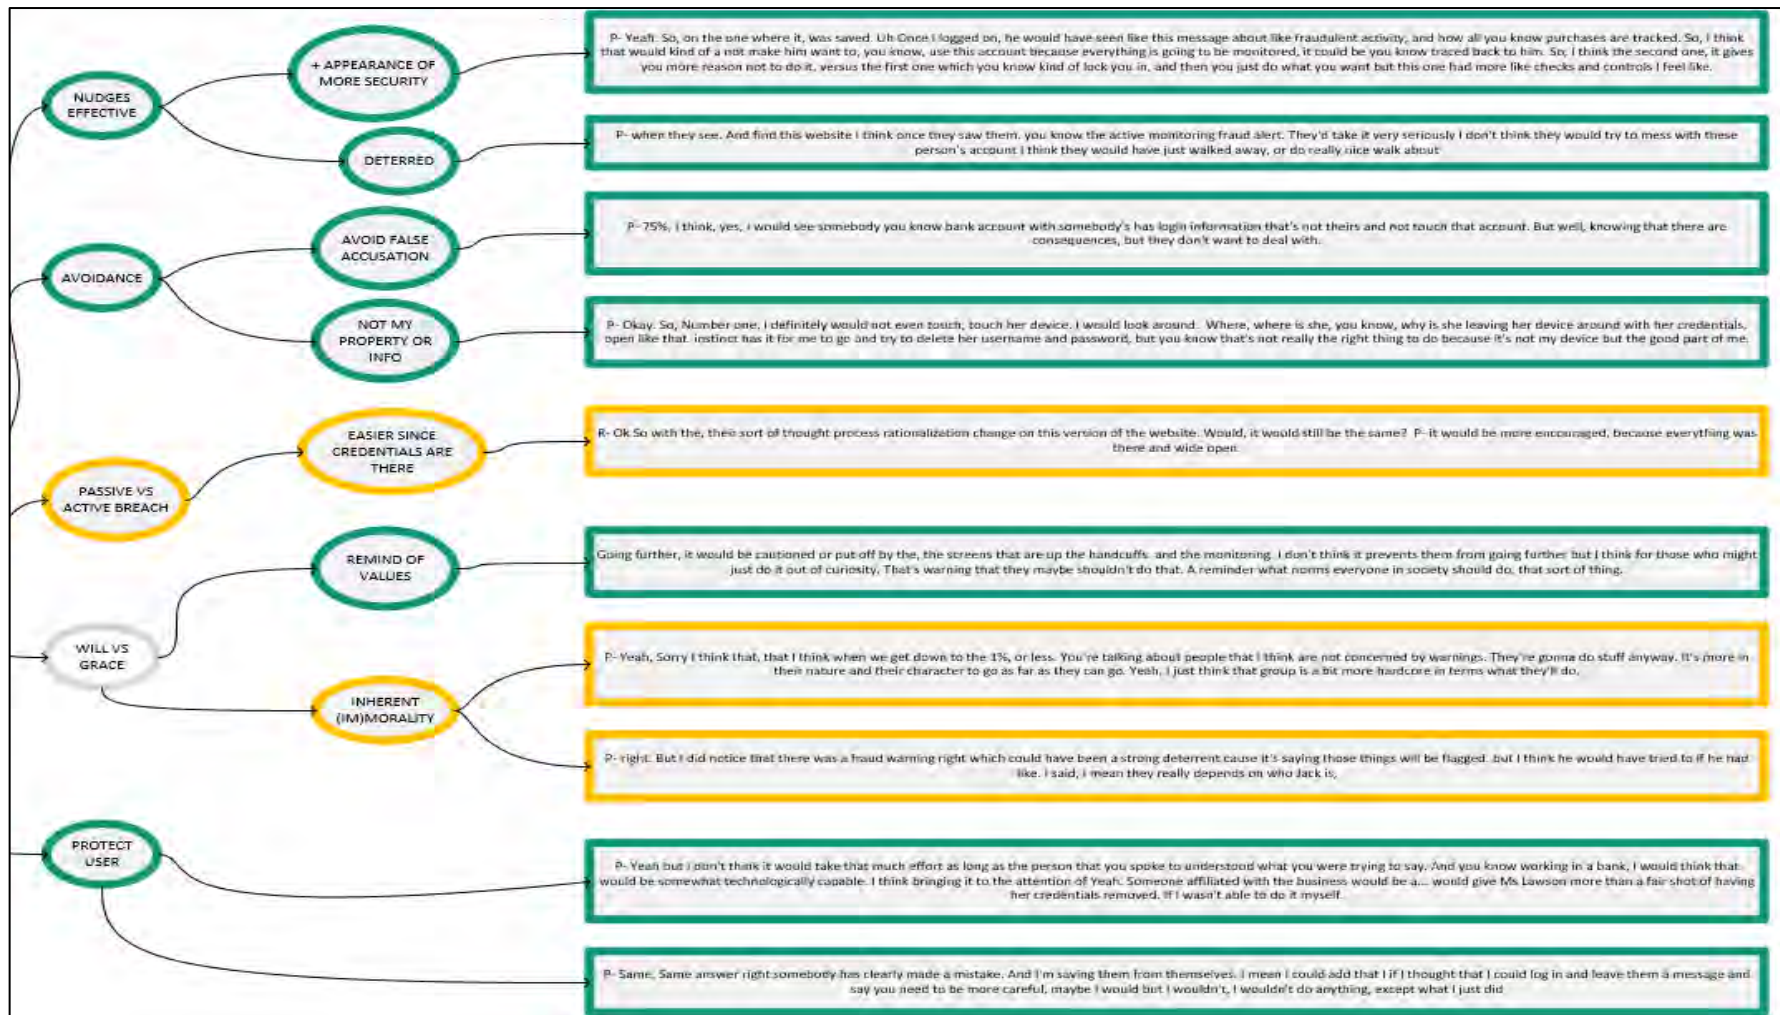 NUDGES
EFFECTIVE
+ APPEARANCE OF
MORE SECURITY
P- Yeah. So, on the one where it, was saved. Uh Once I logged on, he would have seen like this message about like fraudulent activity, and how all you know purchases are tracked. So, I think
that would kind of a not make him want to, you know, use this account because everything is going to be monitored, it could be you know traced back to him. So, I think the second one, it gives
you more reason not to do it, versus the first one which you know kind of lock you in, and then you just do what you want but this one had more like checks and controls I feel like.
DETERRED
P- when they see. And find this website I think once they saw them, you know the active monitoring fraud alert. They'd take it very seriously I don't think they would try to mess with these
person's account I think they would have just walked away, or do really nice walk about
AVOIDANCE
AVOID FALSE
ACCUSATION
P- 75%, I think, yes, I would see somebody you know bank account with somebody's has login information that's not theirs and not touch that account. But well, knowing that there are
consequences, but they don't want to deal with.
NOT MY
PROPERTY OR
INFO
P- Okay. So, Number one, I definitely would not even touch, touch her device. I would look around. Where, where is she, you know, why is she leaving her device around with her credentials,
open like that. instinct has it for me to go and try to delete her username and password, but you know that's not really the right thing to do because it's not my device but the good part of me.
PASSIVE VS
ACTIVE BREACH
EASIER SINCE
CREDENTIALS ARE
THERE
R- Ok So with the, their sort of thought process rationalization change on this version of the website. Would, it would still be the same? P- it would be more encouraged, because everything was
there and wide open
WILL VS
GRACE
REMIND OF
VALUES
Going further, it would be cautioned or put off by the, the screens that are up the handcuffs. and the monitoring. I don't think it prevents them from going further but I think for those who might
just do it out of curiosity. That's warning that they maybe shouldn't do that. A reminder what norms everyone in society should do, that sort of thing.
INHERENT
(IM)MORALITY
P- Yeah, Sorry I think that, that I think when we get down to the 1%, or less. You're talking about people that I think are not concerned by warnings. They're gonna do stuff anyway. It's more in
their nature and their character to go as far as they can go. Yeah, I just think that group is a bit more hardcore in terms what they'll do.
P- right. But I did notice that there was a fraud warning right which could have been a strong deterrent cause it's saying those things will be flagged. but I think he would have tried to if he had
like. I said, I mean they really depends on who Jack is,
PROTECT
USER
P- Yeah but I don't think it would take that much effort as long as the person that you spoke to understood what you were trying to say. And you know working in a bank, I would think that
would be somewhat technologically capable. I think bringing it to the attention of Yeah. Someone affiliated with the business would be a... would give Ms Lawson more than a fair shot of having
her credentials removed. If I wasn't able to do it myself
P- Same, Same answer right somebody has clearly made a mistake. And I'm saving them from themselves. I mean I could add that I if I thought that I could log in and leave them a message and
say you need to be more careful, maybe I would but I wouldn't, I wouldn't do anything, except what I just did